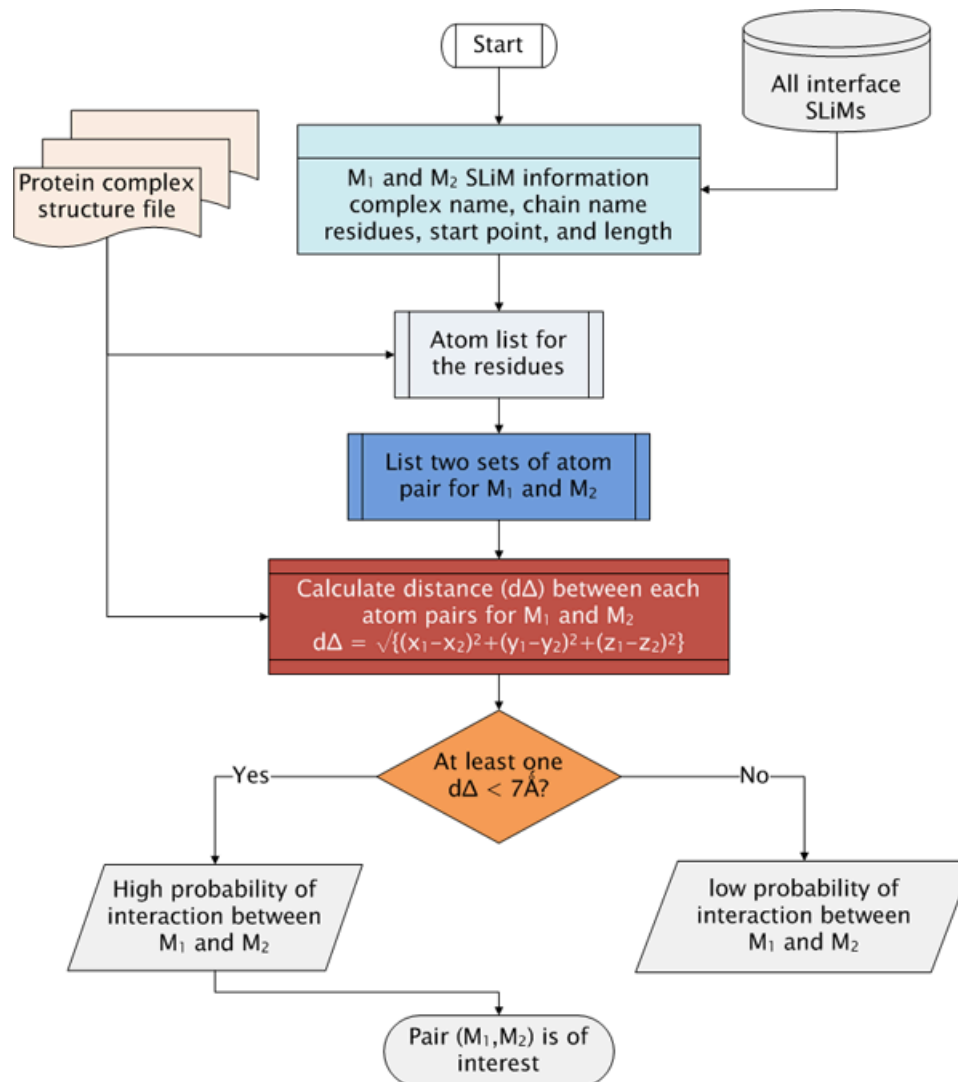 Start
All interface
SLiMs
Protein complex
structure file
M₁ and M₂ SLiM information
complex name, chain name
residues, start point, and length
Atom list for
the residues
List two sets of atom
pair for M₁ and M₂
Calculate distance (dΔ) between each
atom pairs for M₁ and M₂
dΔ = √{(x₁-x₂)²+(y₁-y₂)²+(z₁-z₂)²}
At least one
dΔ < 7Å?
Yes
No
High probability of
interaction between
M₁ and M₂
low probability of
interaction between
M₁ and M₂
Pair (M₁,M₂) is of
interest